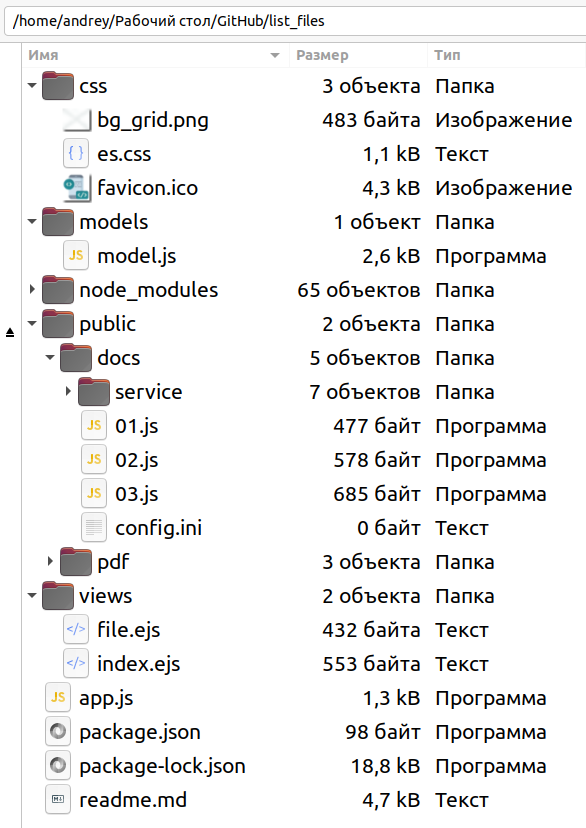 /home/andrey/Рабочий стол/GitHub/list_files
Имя Размер Тип
css 3 объекта Папка
bg_grid.png 483 байта Изображение
{ } es.css 1,1 kB Текст
favicon.ico 4,3 kB Изображение
models 1 объект Папка
JS model.js 2,6 kB Программа
node_modules 65 объектов Папка
public 2 объекта Папка
docs 5 объектов Папка
service 7 объектов Папка
JS 01.js 477 байт Программа
JS 02.js 578 байт Программа
JS 03.js 685 байт Программа
config.ini 0 байт Текст
pdf 3 объекта Папка
views 2 объекта Папка
</> file.ejs 432 байта Текст
</> index.ejs 553 байта Текст
JS app.js 1,3 kB Программа
package.json 98 байт Программа
package-lock.json 18,8 kB Программа
M↓ readme.md 4,7 kB Текст